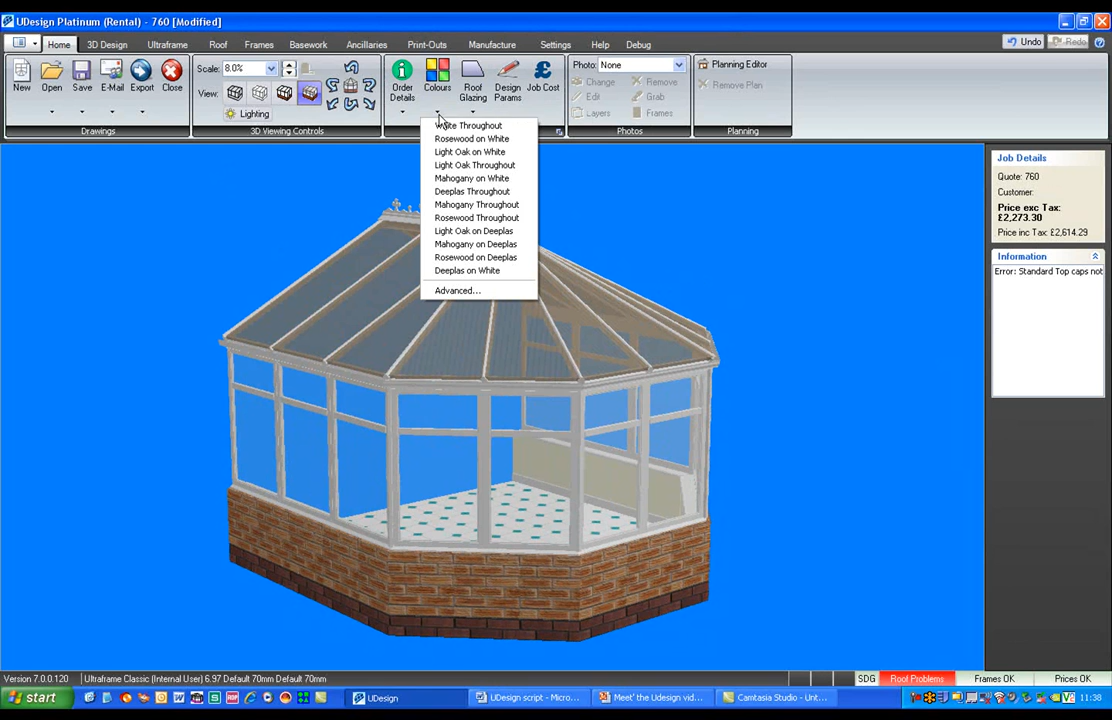 UDesign Platinum (Rental) - 760 [Modified]
Home 3D Design Ultraframe Roof Frames Basework Ancillaries Print-Outs Manufacture Settings Help Debug Undo Redo
New Open Save E-Mail Export Close
Drawings
Scale: 8.0%
View:
Lighting
3D Viewing Controls
Order Details
Colours
Roof Glazing
Design Params
Job Cost
Photo: None
Change Remove
Edit Grab
Layers Frames
Photos
Planning Editor
Remove Plan
Planning
White Throughout
Rosewood on White
Light Oak on White
Light Oak Throughout
Mahogany on White
Deeplas Throughout
Mahogany Throughout
Rosewood Throughout
Light Oak on Deeplas
Mahogany on Deeplas
Rosewood on Deeplas
Deeplas on White
Advanced...
Job Details
Quote: 760
Customer:
Price exc Tax:
£2,273.30
Price inc Tax: £2,614.29
Information
Error: Standard Top caps not
Version 7.0.0.120 Ultraframe Classic (Internal User) 6.97 Default 70mm Default 70mm SDG Roof Problems Frames OK Prices OK
start UDesign UDesign script - Micro... Meet' the Udesign vid... Camtasia Studio - Unt... 11:38